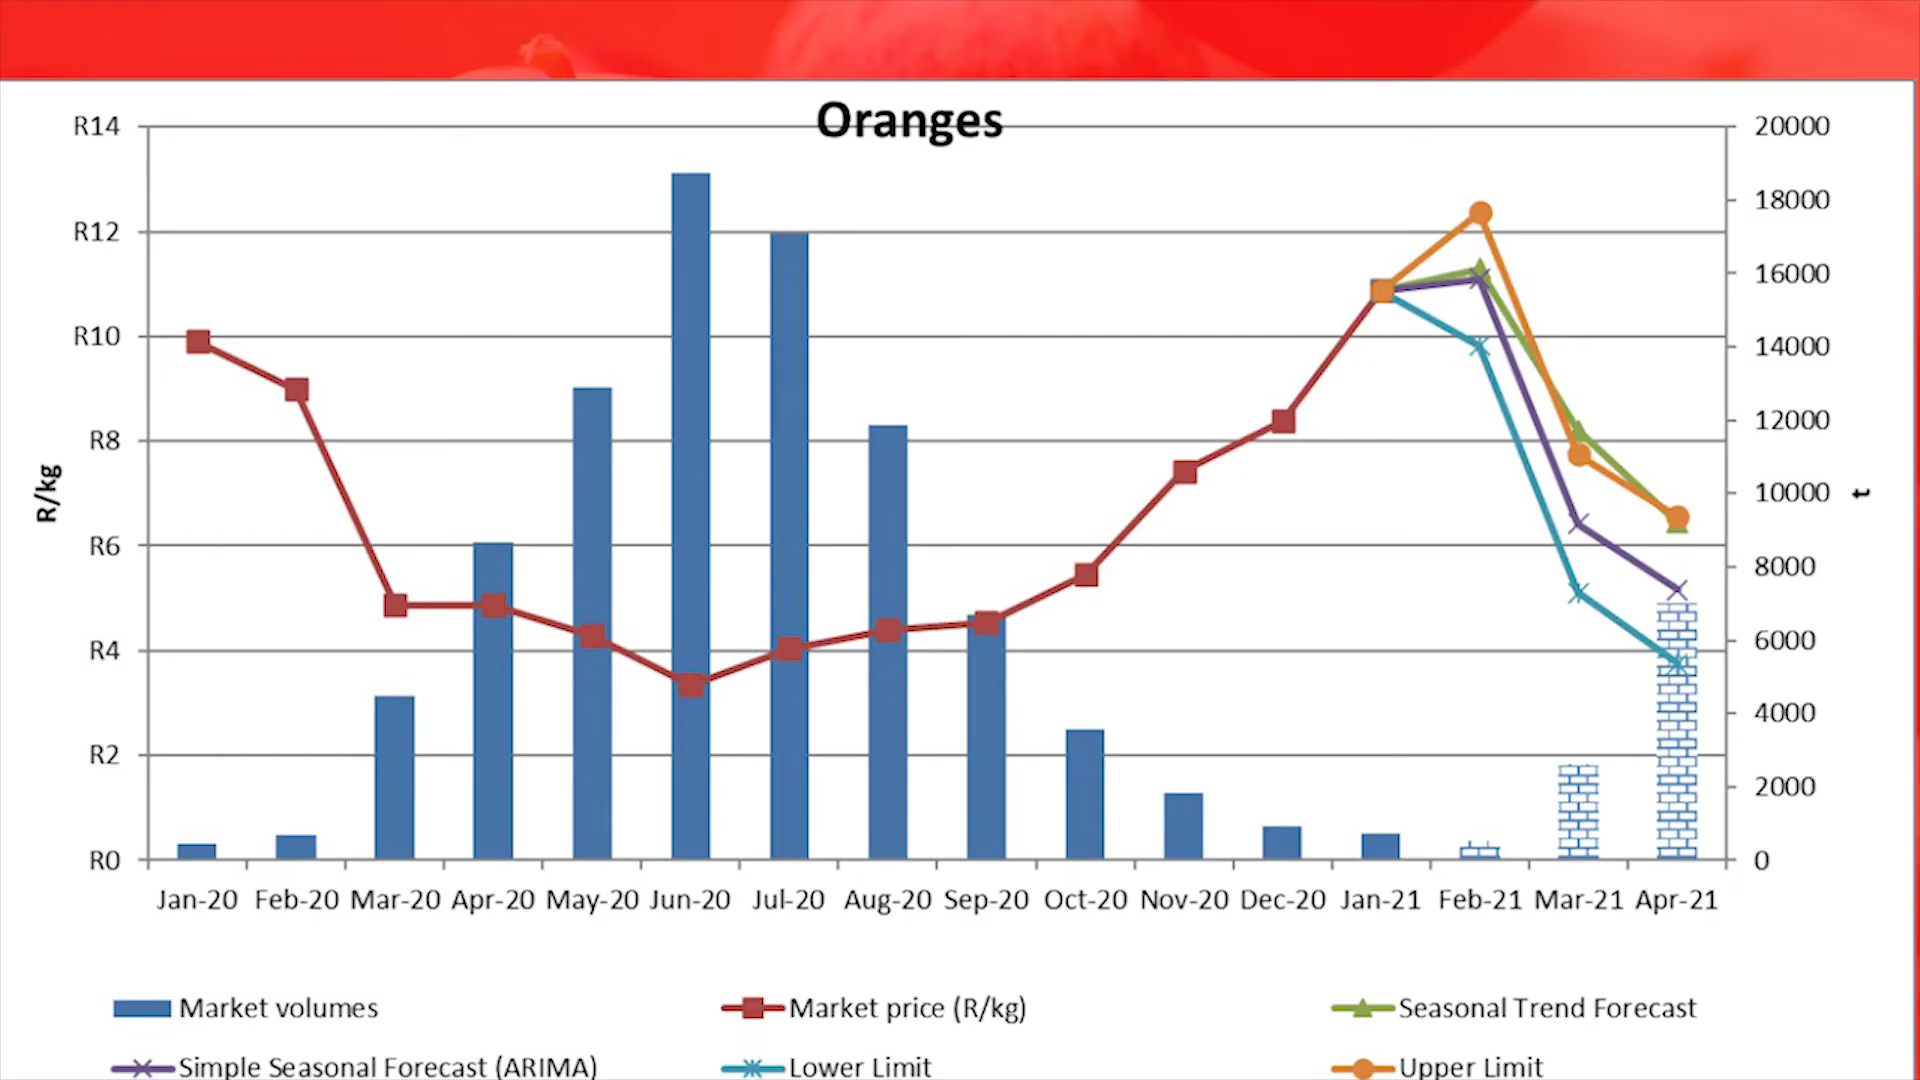 Oranges
R14
R12
R10
R8
R6
R4
R2
R0
R/kg
20000
18000
16000
14000
12000
10000
8000
6000
4000
2000
0
t
Jan-20 Feb-20 Mar-20 Apr-20 May-20 Jun-20 Jul-20 Aug-20 Sep-20 Oct-20 Nov-20 Dec-20 Jan-21 Feb-21 Mar-21 Apr-21
Market volumes Market price (R/kg) Seasonal Trend Forecast
Simple Seasonal Forecast (ARIMA) Lower Limit Upper Limit